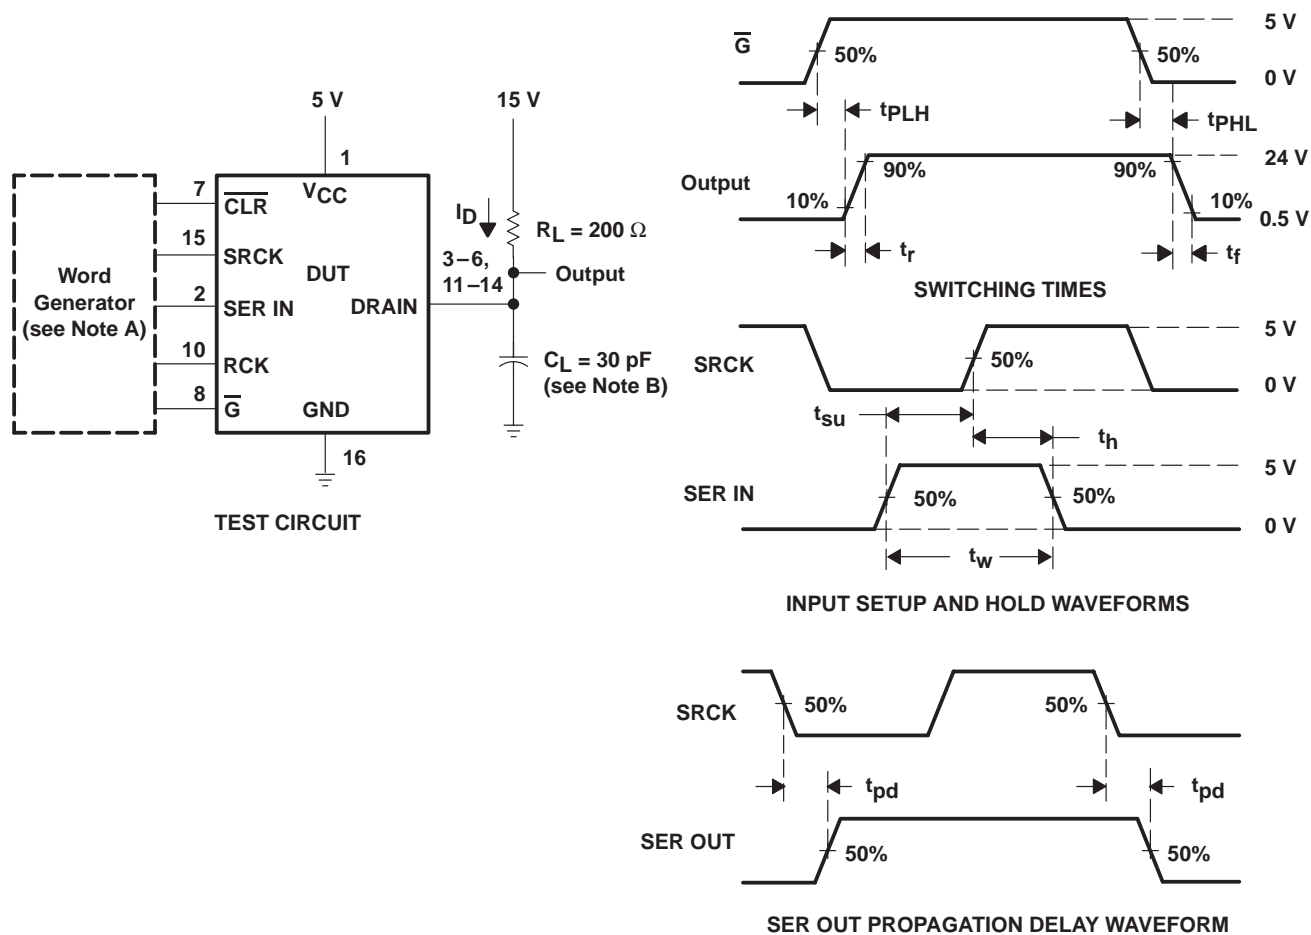 5 V
15 V
1
VCC
7
CLR
15
SRCK
2
SER IN
10
RCK
8
G
Word
Generator
(see Note A)
DUT
DRAIN
GND
16
3–6,
11–14
ID
RL = 200 Ω
Output
CL = 30 pF
(see Note B)
TEST CIRCUIT
G
50%
50%
5 V
0 V
tPLH
tPHL
Output
10%
90%
90%
10%
24 V
0.5 V
tr
tf
SWITCHING TIMES
SRCK
50%
5 V
0 V
tsu
th
SER IN
50%
50%
5 V
0 V
tw
INPUT SETUP AND HOLD WAVEFORMS
SRCK
50%
50%
tpd
tpd
SER OUT
50%
50%
SER OUT PROPAGATION DELAY WAVEFORM